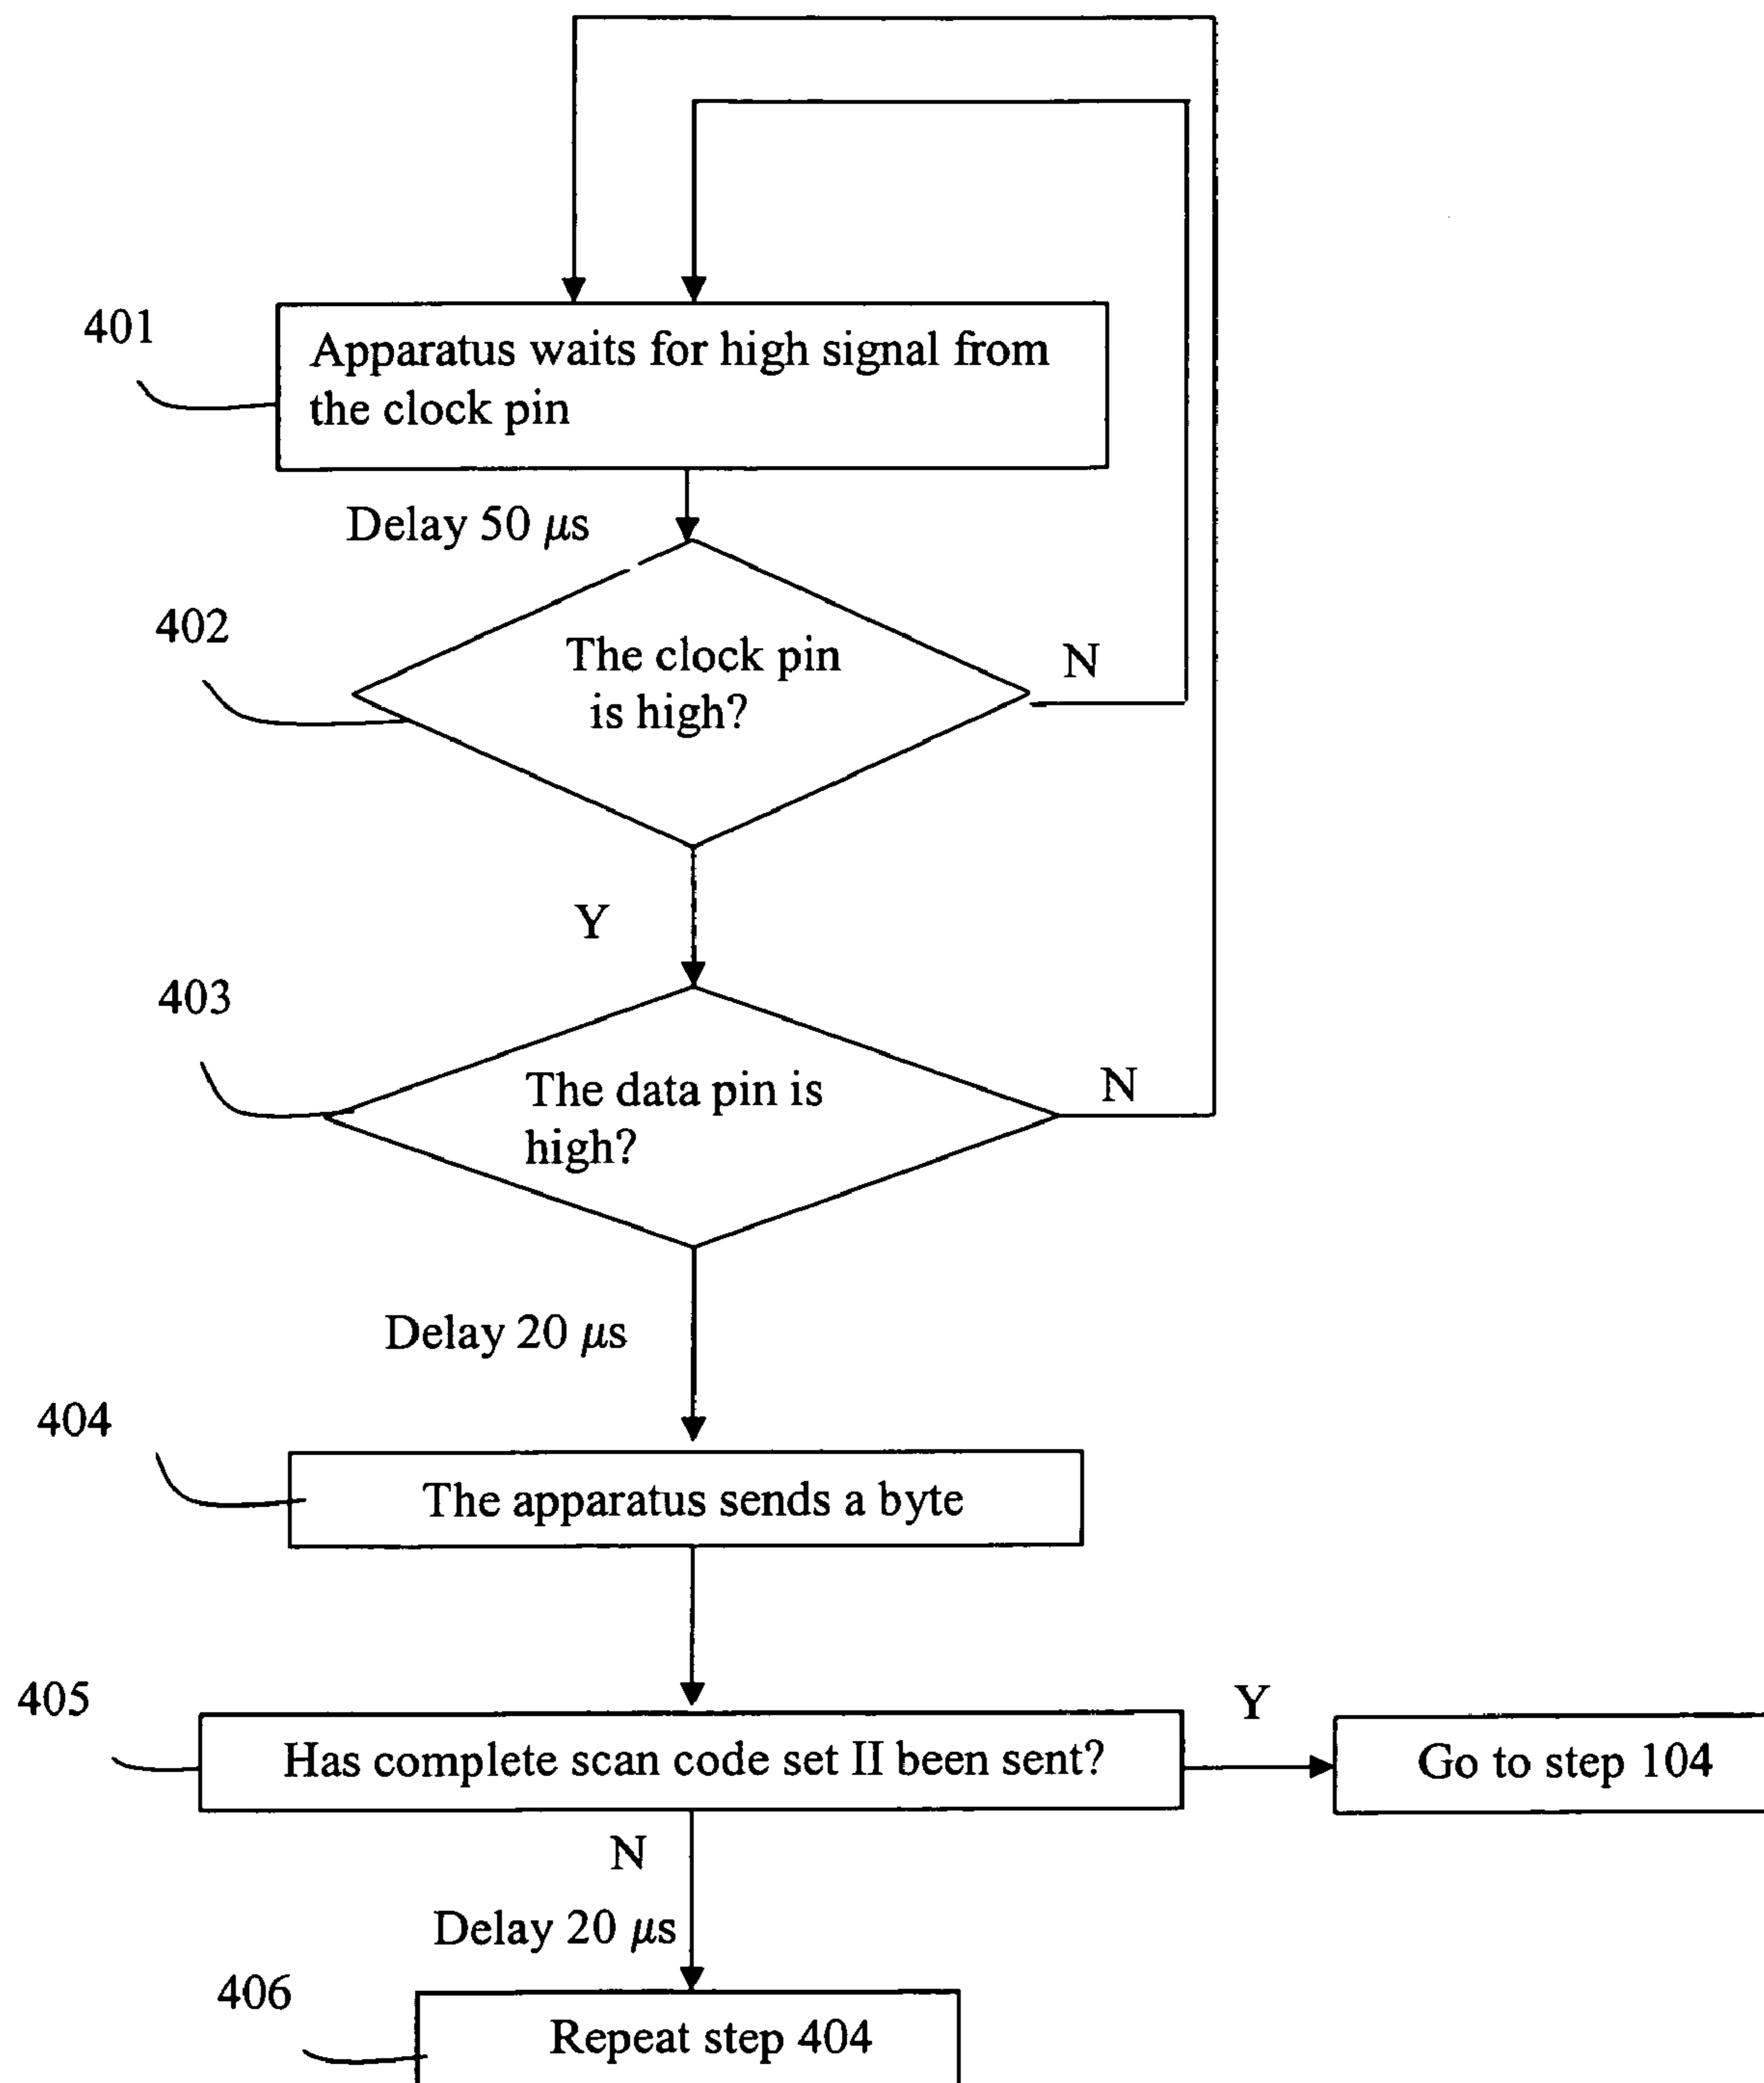 401
Apparatus waits for high signal from
the clock pin
Delay 50 μs
402
The clock pin
is high?
N
Y
403
The data pin is
high?
N
Delay 20 μs
404
The apparatus sends a byte
405
Has complete scan code set II been sent?
Y
Go to step 104
N
Delay 20 μs
406
Repeat step 404